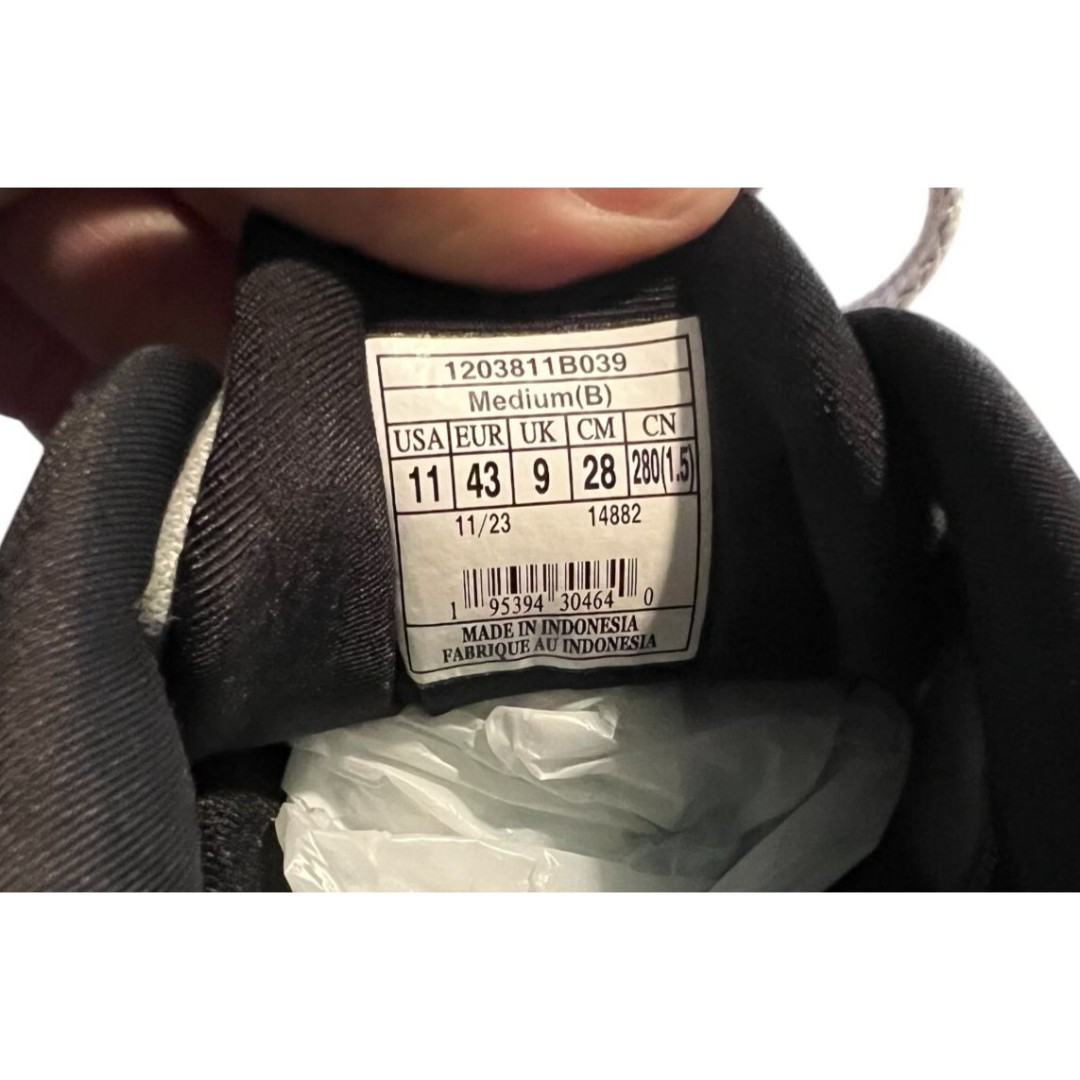 1203811B039
Medium(B)
USA EUR UK CM CN
11 43 9 28 280(1.5)
11/23 14882
1 95394 30464 0
MADE IN INDONESIA
FABRIQUE AU INDONESIA